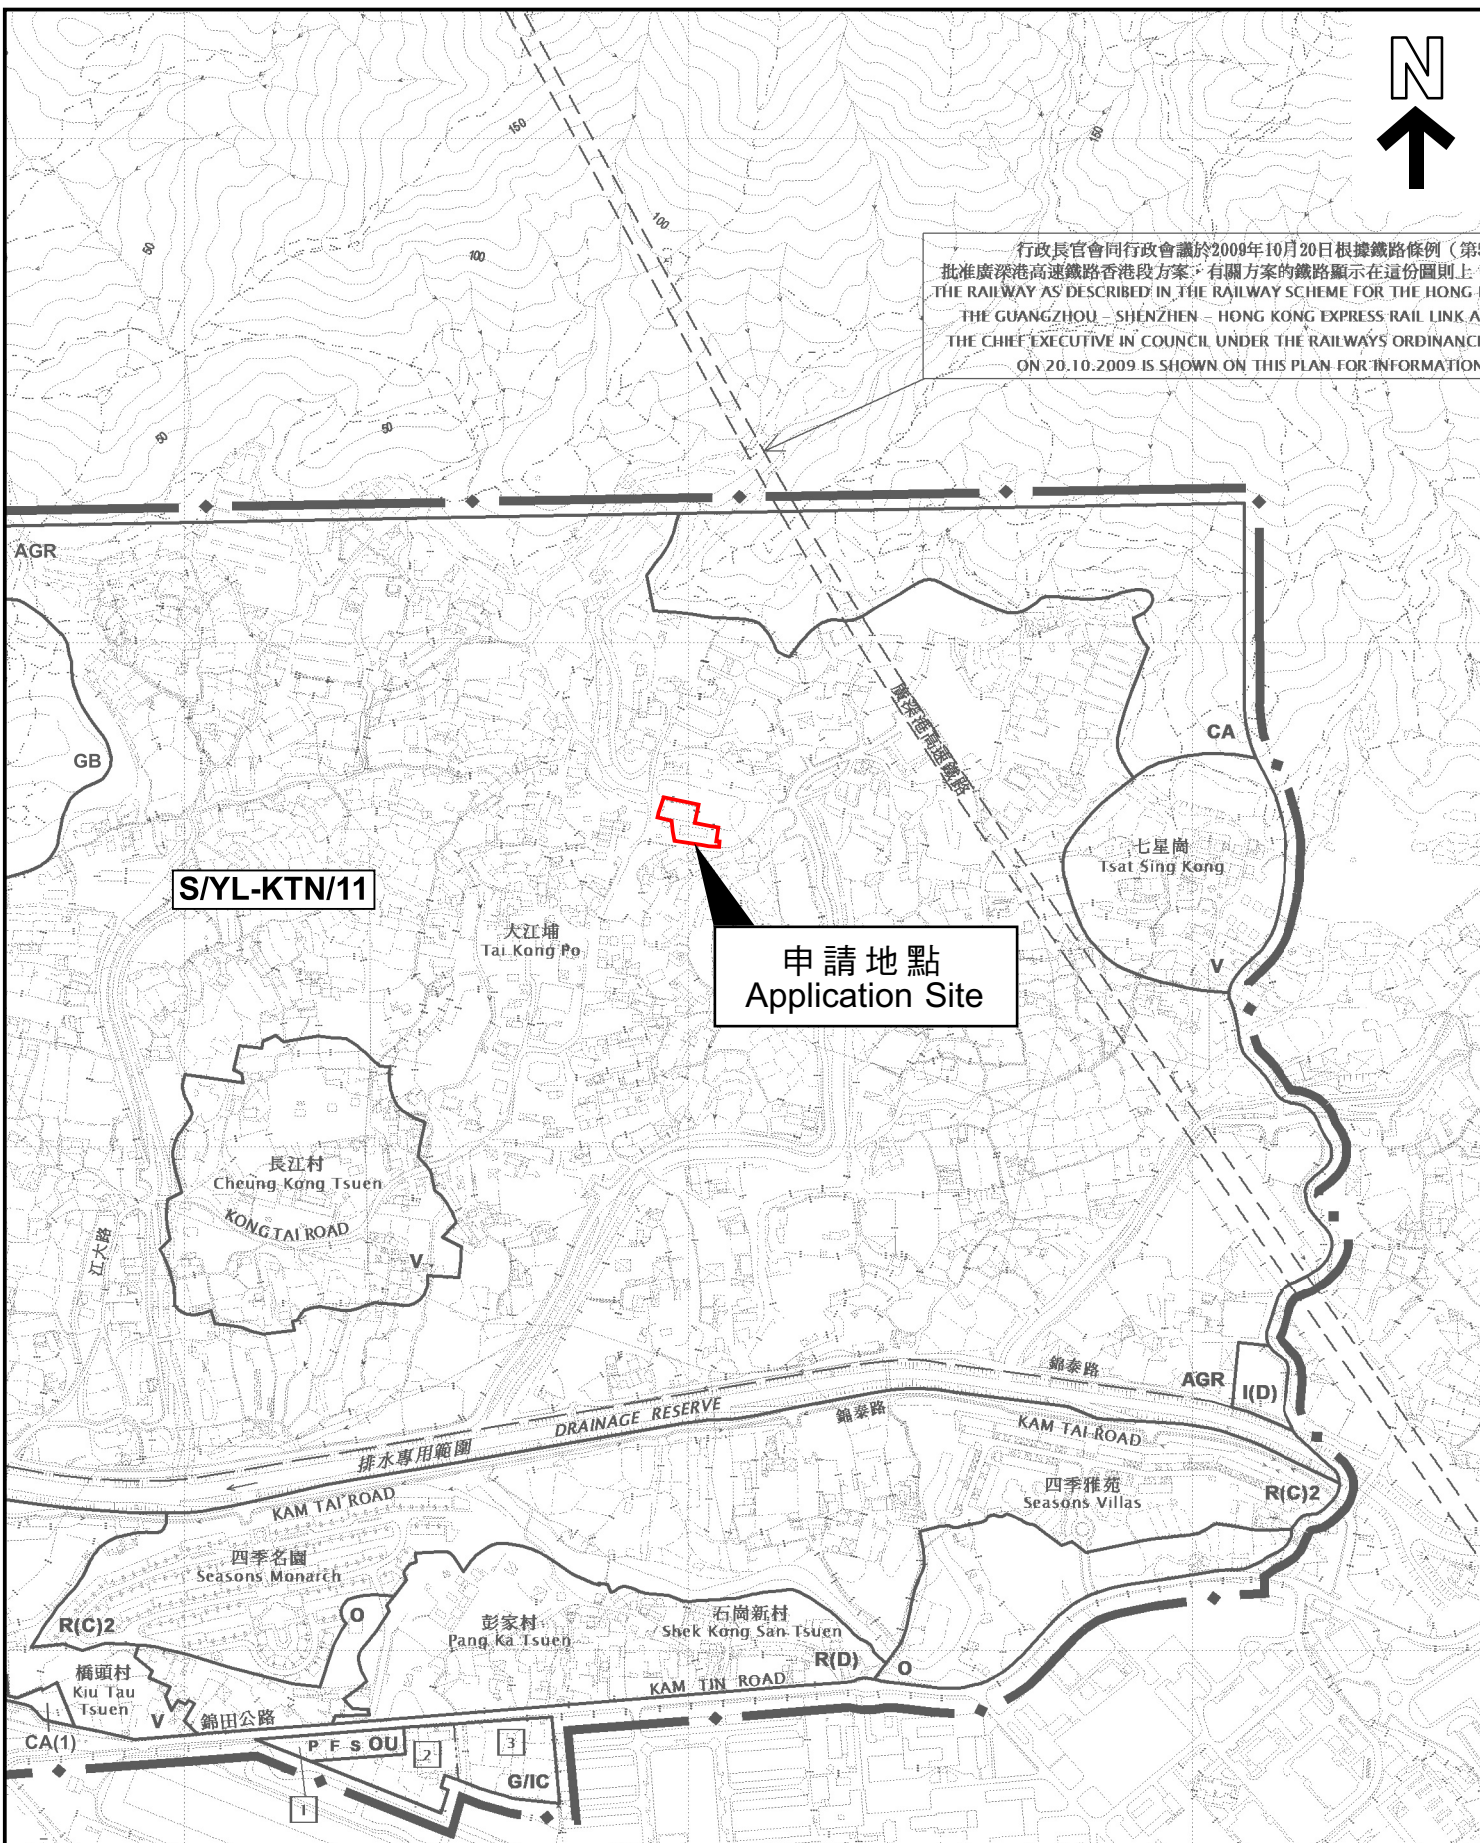 N
150
150
100
50
100
行政長官會同行政會議於2009年10月20日根據鐵路條例（第
批准廣深港高速鐵路香港段方案，有關方案的鐵路顯示在這份圖則上
THE RAILWAY AS DESCRIBED IN THE RAILWAY SCHEME FOR THE HONG
THE GUANGZHOU - SHENZHEN - HONG KONG EXPRESS RAIL LINK A
THE CHIEF EXECUTIVE IN COUNCIL UNDER THE RAILWAYS ORDINANCE
ON 20.10.2009 IS SHOWN ON THIS PLAN FOR INFORMATION
50
50
AGR
廣深港高速鐵路
CA
GB
七星崗
Tsat Sing Kong
S/YL-KTN/11
大江埔
Tai Kong Po
申請地點
Application Site
V
長江村
Cheung Kong Tsuen
KONG TAI ROAD
江大路
V
錦泰路
AGR
I(D)
DRAINAGE RESERVE
錦泰路
KAM TAI ROAD
排水專用範圍
四季雅苑
Seasons Villas
R(C)2
KAM TAI ROAD
四季名園
Seasons Monarch
O
R(C)2
彭家村
Pang Ka Tsuen
石崗新村
Shek Kong San Tsuen
R(D)
O
橋頭村
Kiu Tau
Tsuen
KAM TIN ROAD
V
錦田公路
CA(1)
P F S OU
2
3
G/IC
1